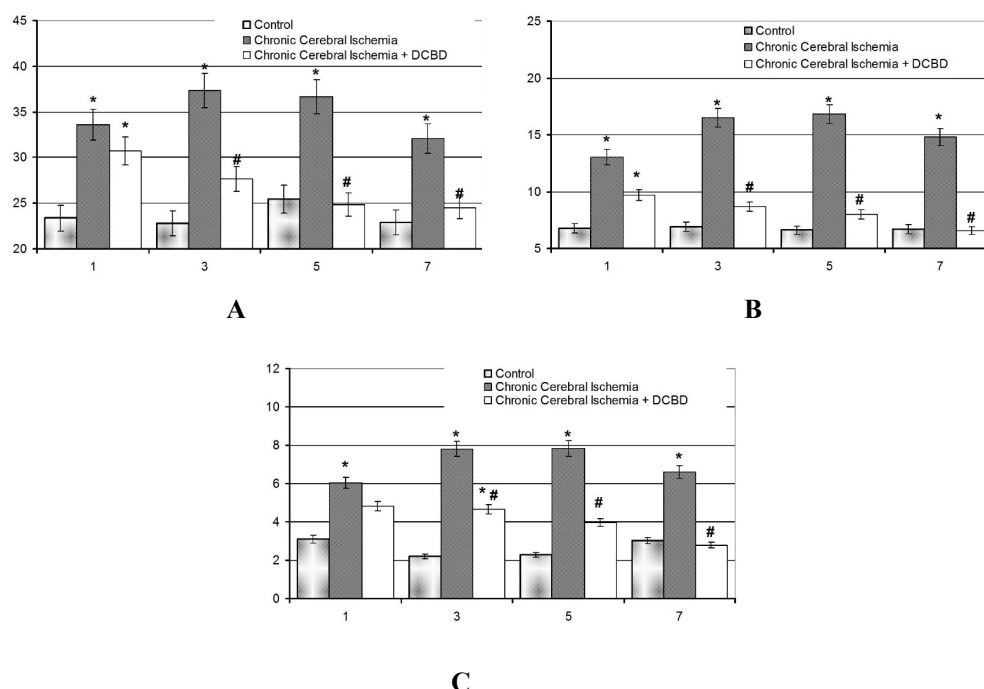 45
40
35
30
25
20
Control
Chronic Cerebral Ischemia
Chronic Cerebral Ischemia + DCBD
* * * # * # * #
1 3 5 7
A
25
20
15
10
5
Control
Chronic Cerebral Ischemia
Chronic Cerebral Ischemia + DCBD
* * * # * # * #
1 3 5 7
B
12
10
8
6
4
2
0
Control
Chronic Cerebral Ischemia
Chronic Cerebral Ischemia + DCBD
* * * # * # * #
1 3 5 7
C